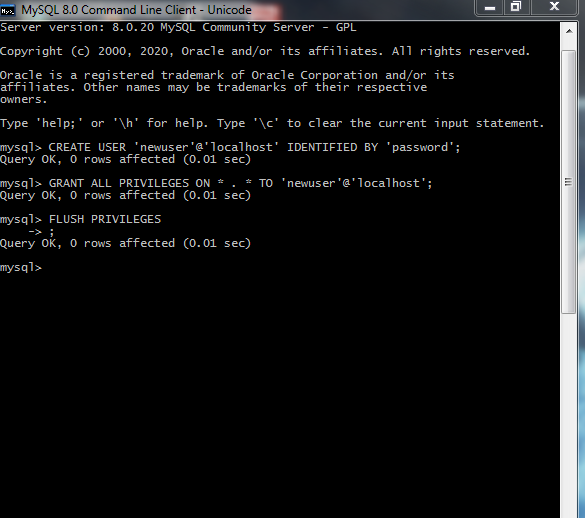 MySQL 8.0 Command Line Client - Unicode
Server version: 8.0.20 MySQL Community Server - GPL
Copyright (c) 2000, 2020, Oracle and/or its affiliates. All rights reserved.
Oracle is a registered trademark of Oracle Corporation and/or its
affiliates. Other names may be trademarks of their respective
owners.
Type 'help;' or '\h' for help. Type '\c' to clear the current input statement.
mysql> CREATE USER 'newuser'@'localhost' IDENTIFIED BY 'password';
Query OK, 0 rows affected (0.01 sec)
mysql> GRANT ALL PRIVILEGES ON * . * TO 'newuser'@'localhost';
Query OK, 0 rows affected (0.01 sec)
mysql> FLUSH PRIVILEGES
    -> ;
Query OK, 0 rows affected (0.01 sec)
mysql>